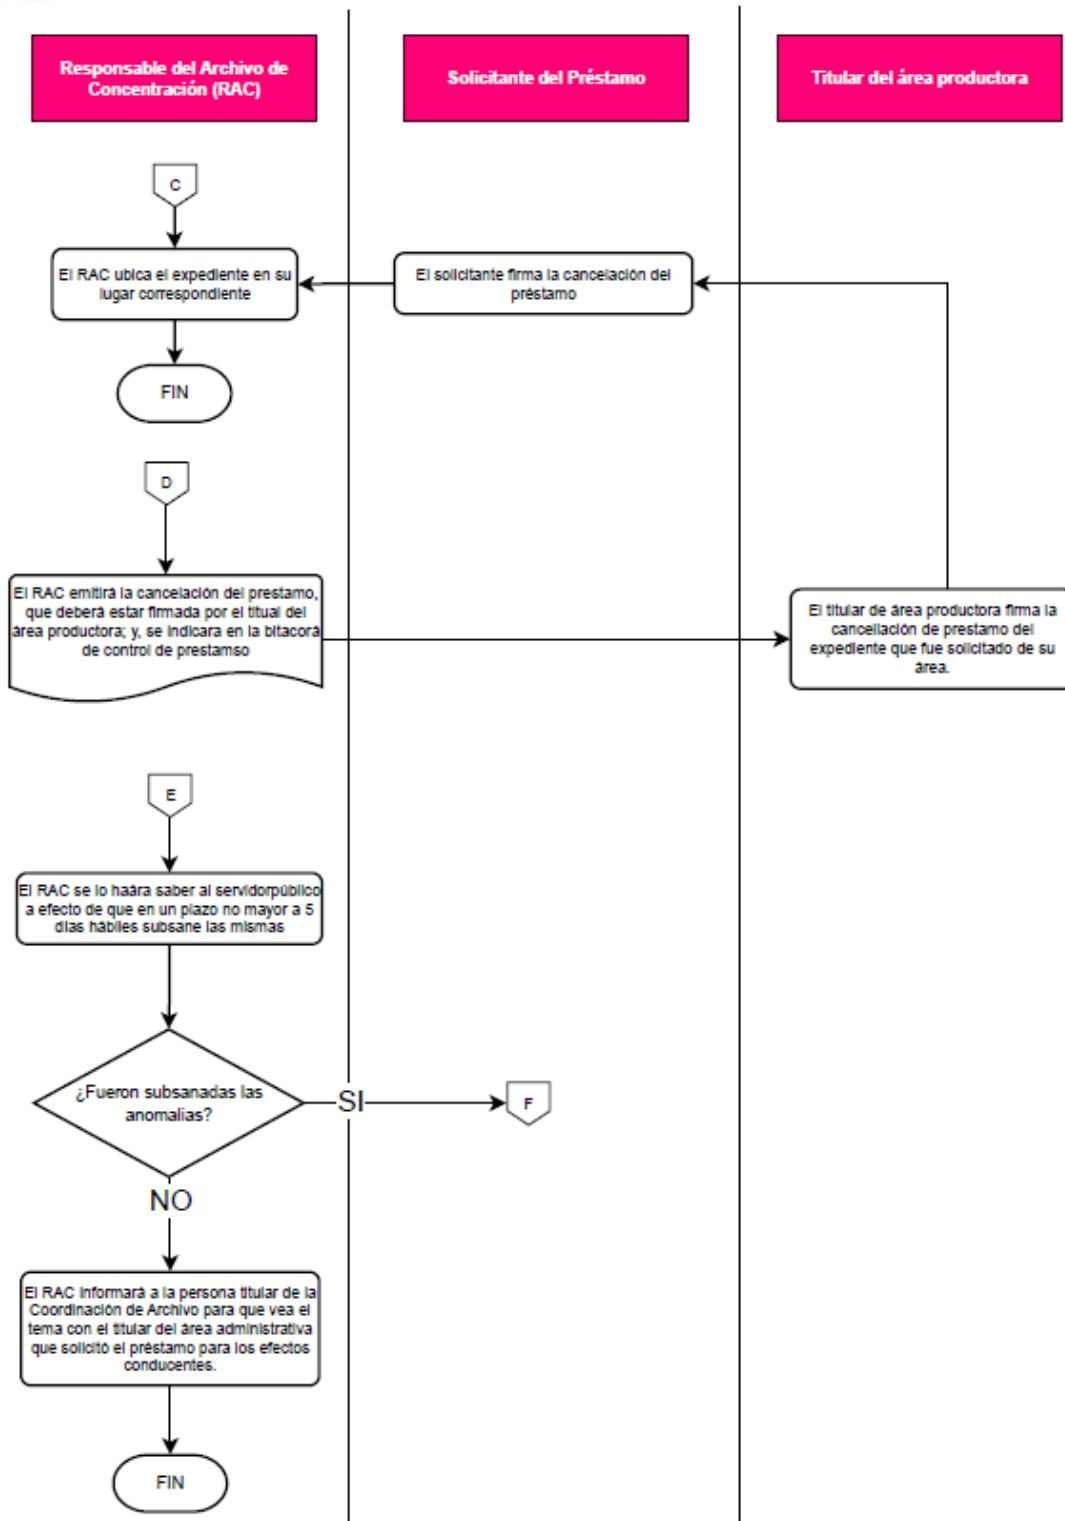 Responsable del Archivo de
Concentración (RAC)
Solicitante del Préstamo
Titular del área productora
C
El RAC ubica el expediente en su
lugar correspondiente
El solicitante firma la cancelación del
préstamo
FIN
D
El RAC emitirá la cancelación del prestamo,
que deberá estar firmada por el titual del
área productora; y, se indicara en la bitacorá
de control de prestamso
El titular de área productora firma la
cancellación de prestamo del
expediente que fue solicitado de su
área.
E
El RAC se lo haára saber al servidorpúblico
a efecto de que en un plazo no mayor a 5
días hábiles subsane las mismas
¿Fueron subsanadas las
anomalías?
SI
F
NO
El RAC informará a la persona titular de la
Coordinación de Archivo para que vea el
tema con el titular del área administrativa
que solicitó el préstamo para los efectos
conducentes.
FIN